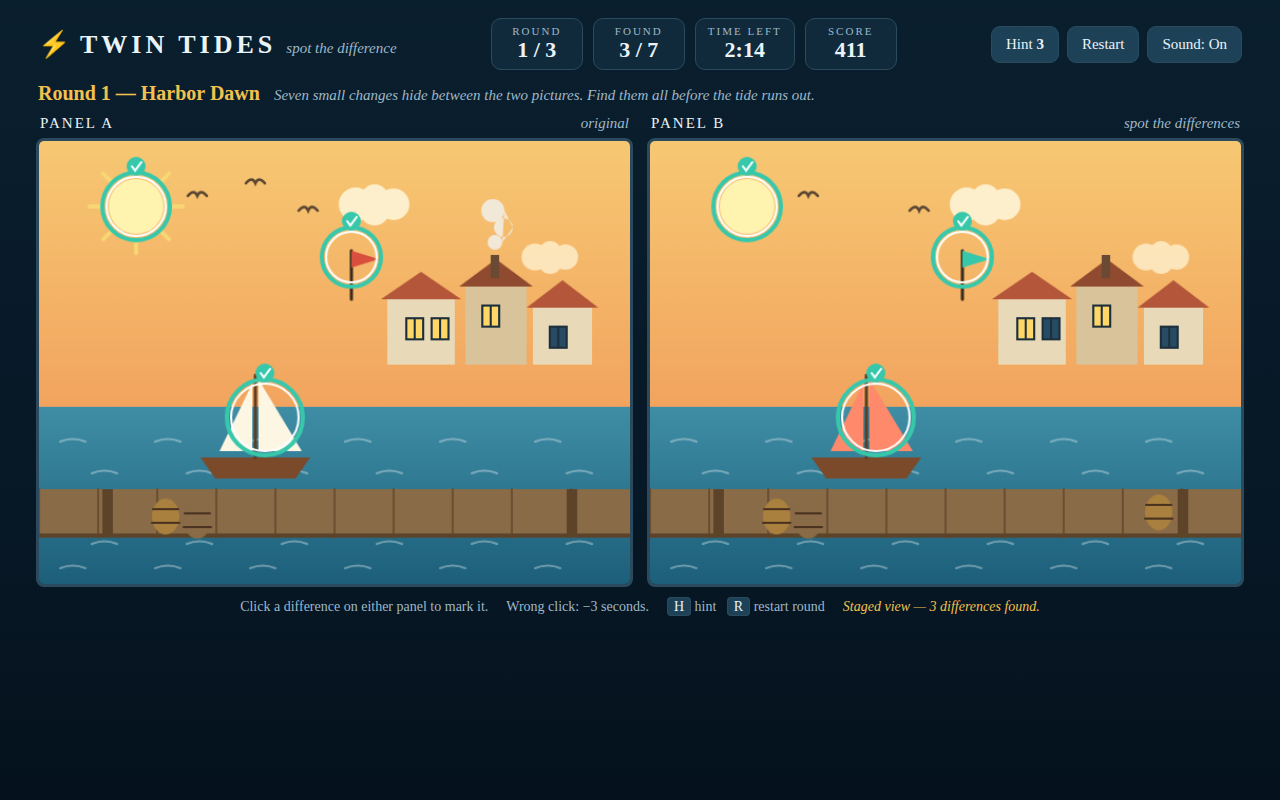 ⚡ TWIN TIDES spot the difference
ROUND
1 / 3
FOUND
3 / 7
TIME LEFT
2:14
SCORE
411
Hint 3
Restart
Sound: On
Round 1 — Harbor Dawn Seven small changes hide between the two pictures. Find them all before the tide runs out.
PANEL A original
PANEL B spot the differences
Click a difference on either panel to mark it. Wrong click: −3 seconds. H hint R restart round Staged view — 3 differences found.